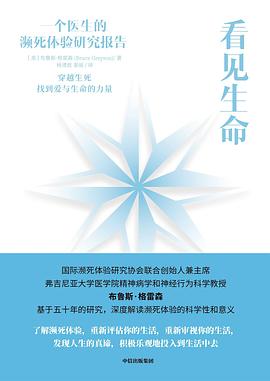 一个医生的
濒死体验研究报告
[美]布鲁斯·格雷森(Bruce Greyson) 著
穿越生死
找到爱与生命的力量
看见生命
国际濒死体验研究协会联合创始人兼主席
弗吉尼亚大学医学院精神病学和神经行为科学教授
布鲁斯·格雷森
基于五十年的研究，深度解读濒死体验的科学性和意义
了解濒死体验，重新评估你的生活，重新审视你的生活，
发现人生的真谛，积极乐观地投入到生活中去
中信出版集团